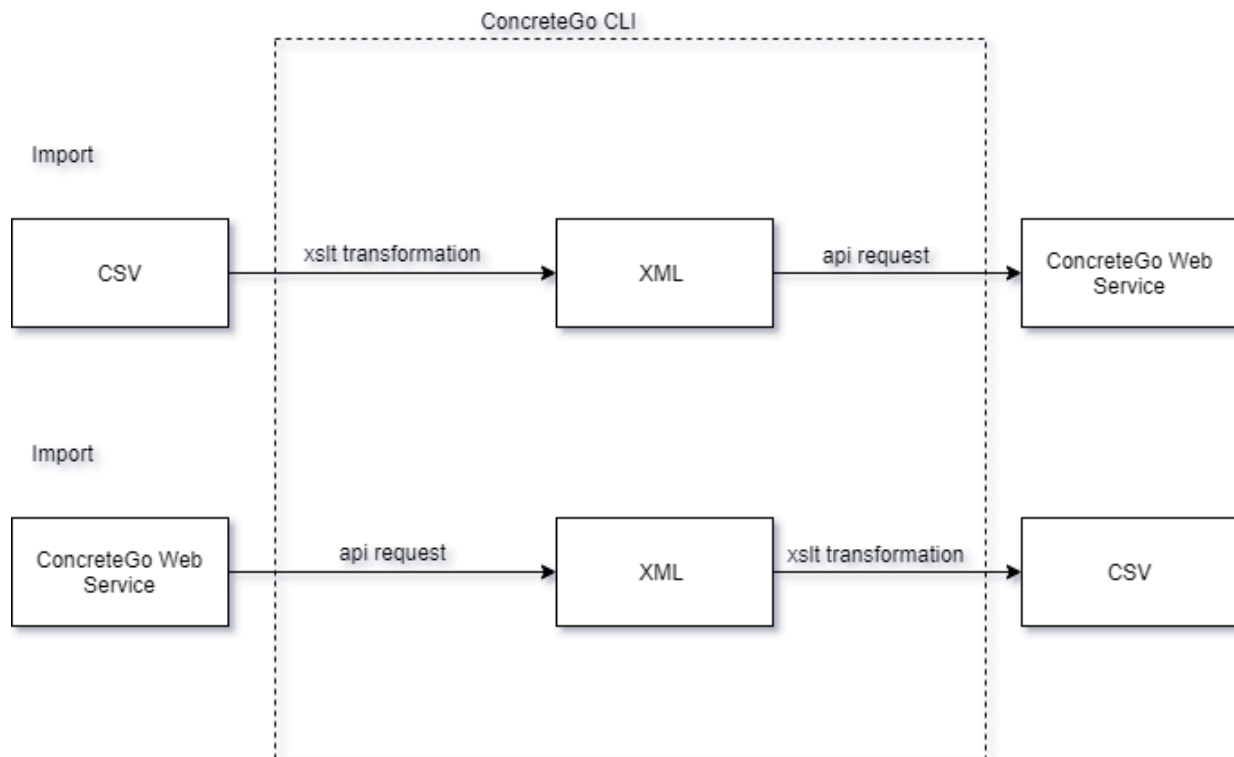 ConcreteGo CLI
Import
CSV
xslt transformation
XML
api request
ConcreteGo Web
Service
Import
ConcreteGo Web
Service
api request
XML
xslt transformation
CSV